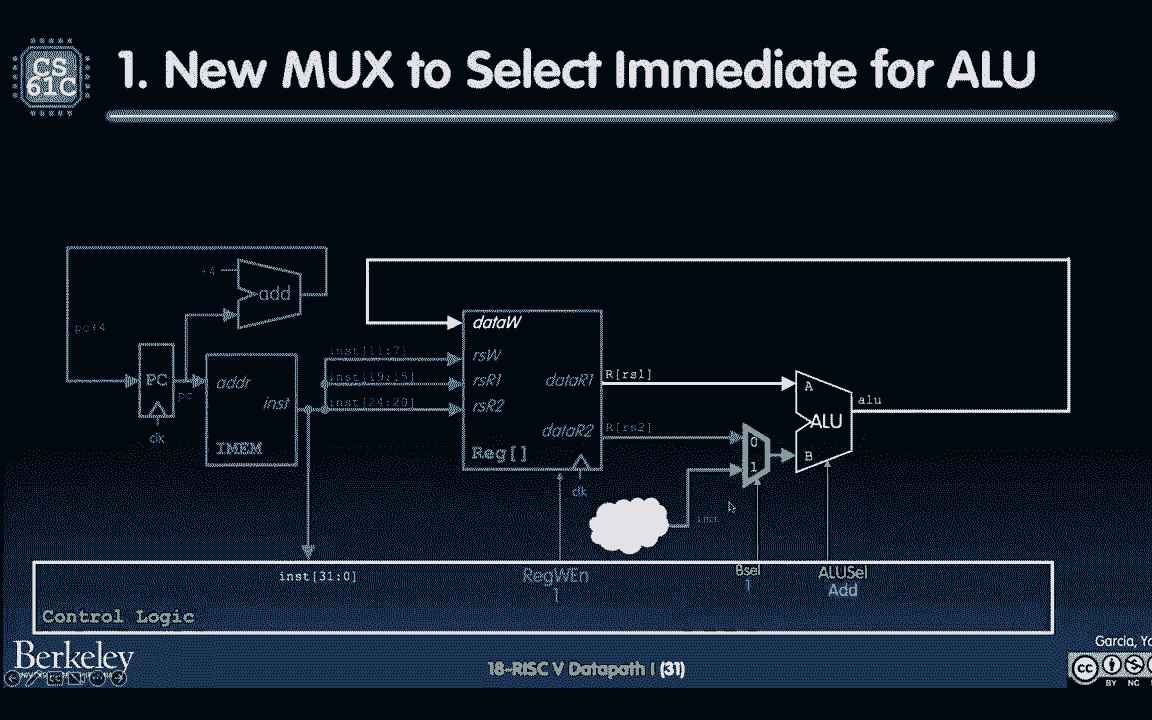 CS
61C
1. New MUX to Select Immediate for ALU
+4
add
pc+4
PC
pc
clk
addr
inst
IMEM
inst[11:7]
inst[19:15]
inst[24:20]
dataW
rsW
rsR1
rsR2
dataR1
dataR2
Reg[]
clk
R[rs1]
R[rs2]
0
1
imm
A
ALU
B
alu
inst[31:0]
RegWEn
1
Bsel
1
ALUSel
Add
Control Logic
Berkeley
18-RISC V Datapath I (31)
Garcia,
cc
BY NC